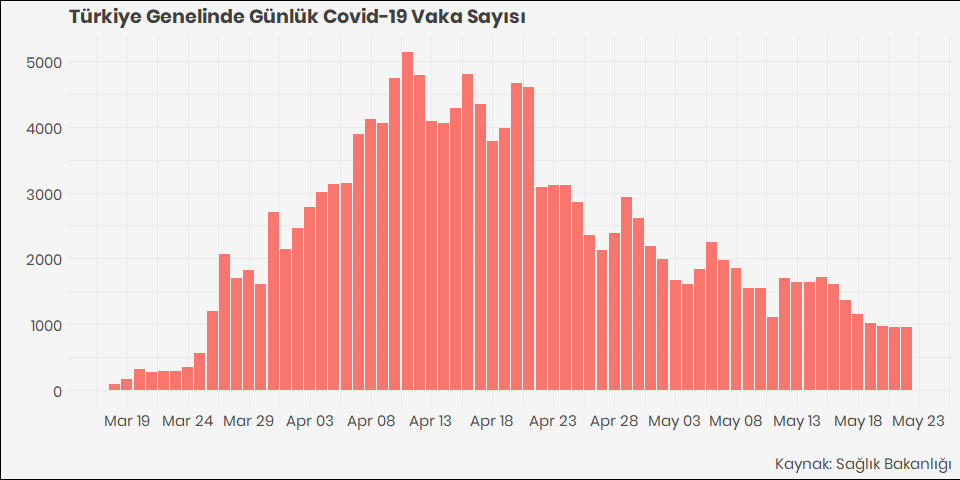 Türkiye Genelinde Günlük Covid-19 Vaka Sayısı
5000
4000
3000
2000
1000
0
Mar 19 Mar 24 Mar 29 Apr 03 Apr 08 Apr 13 Apr 18 Apr 23 Apr 28 May 03 May 08 May 13 May 18 May 23
Kaynak: Sağlık Bakanlığı